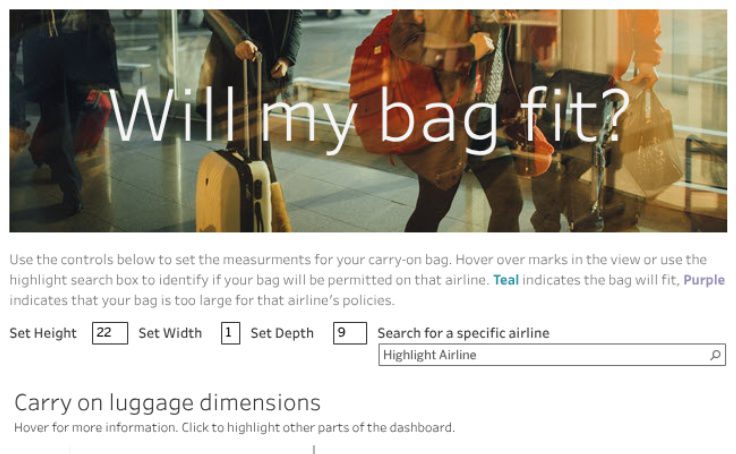 Will my bag fit?
Use the controls below to set the measurments for your carry-on bag. Hover over marks in the view or use the
highlight search box to identify if your bag will be permitted on that airline. Teal indicates the bag will fit, Purple
indicates that your bag is too large for that airline's policies.
Set Height 22 Set Width 1 Set Depth 9 Search for a specific airline
Highlight Airline
Carry on luggage dimensions
Hover for more information. Click to highlight other parts of the dashboard.